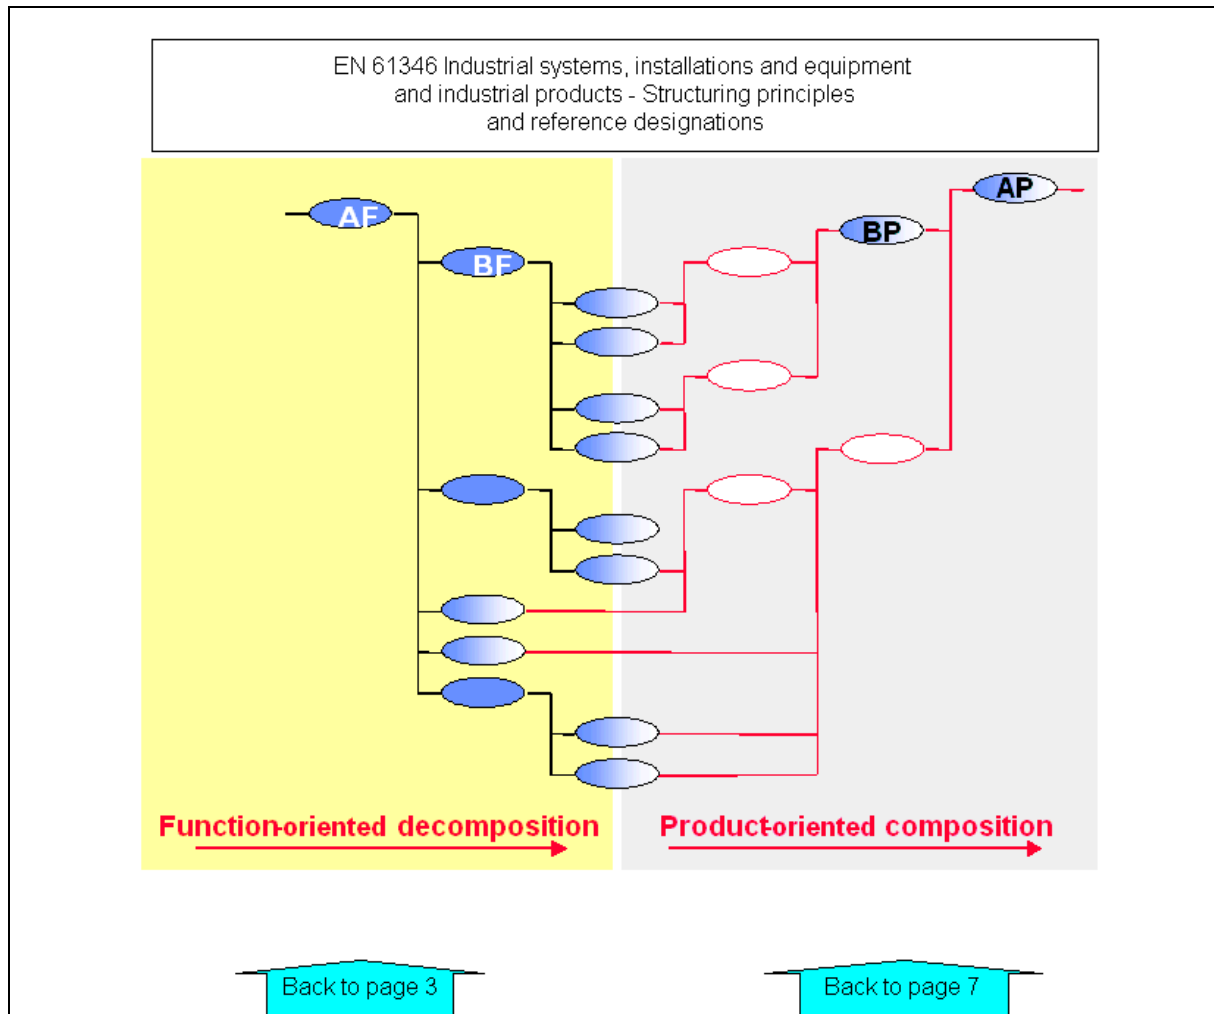 EN 61346 Industrial systems, installations and equipment
and industrial products - Structuring principles
and reference designations
AP
AF
BP
BF
Function-oriented decomposition
Product-oriented composition
Back to page 3
Back to page 7